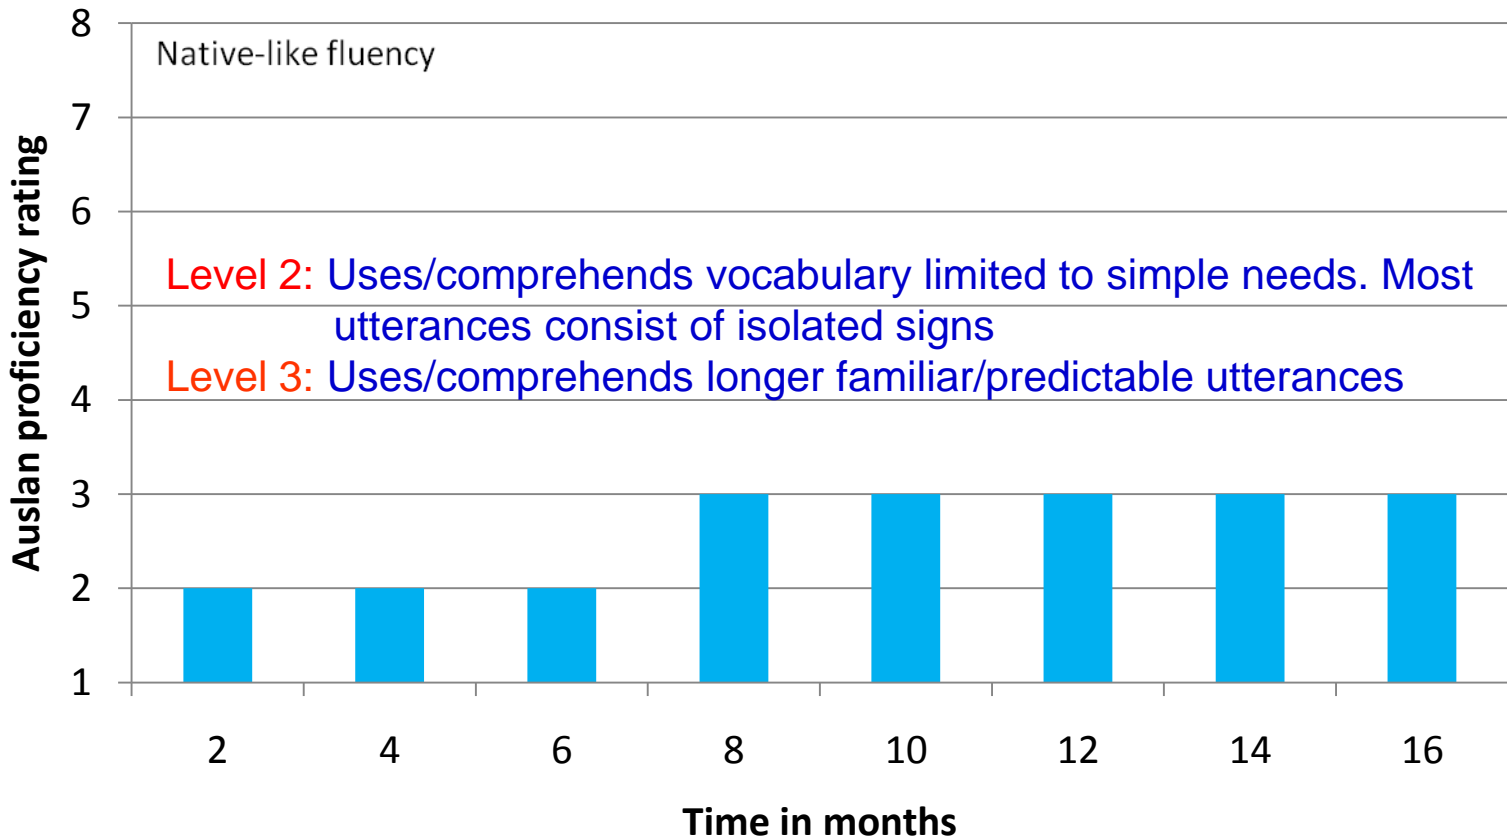 8
Native-like fluency
7
6
Level 2: Uses/comprehends vocabulary limited to simple needs. Most
utterances consist of isolated signs
5
Level 3: Uses/comprehends longer familiar/predictable utterances
4
3
2
1
Auslan proficiency rating
2 4 6 8 10 12 14 16
Time in months